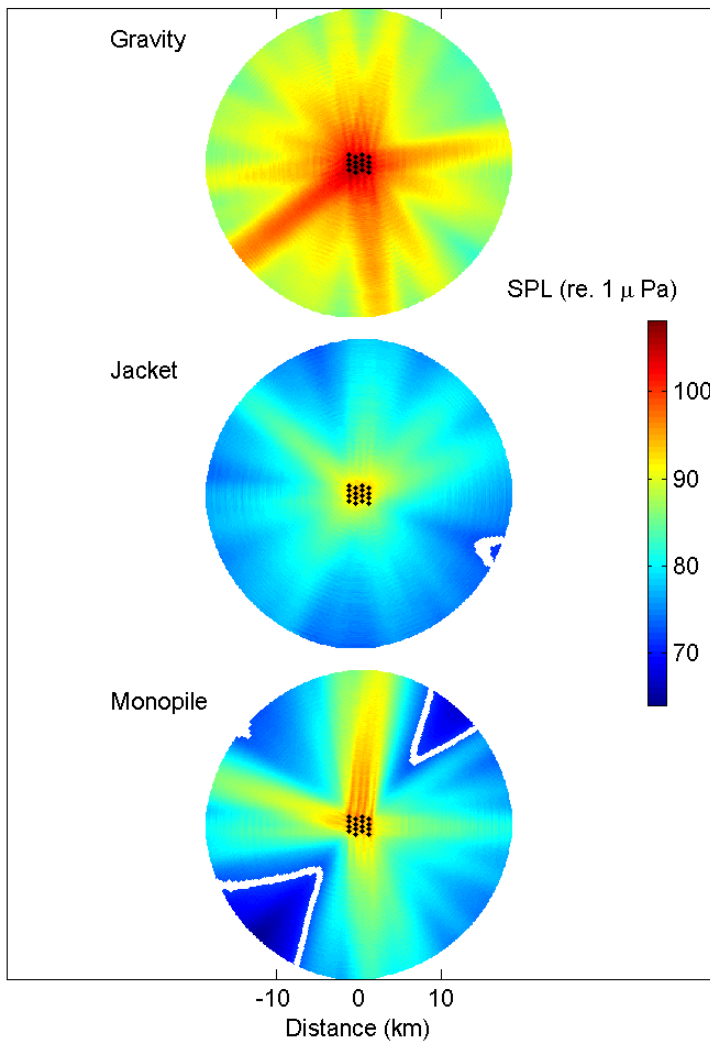 Gravity
SPL (re. 1 μ Pa)
100
90
80
70
Jacket
Monopile
-10 0 10
Distance (km)